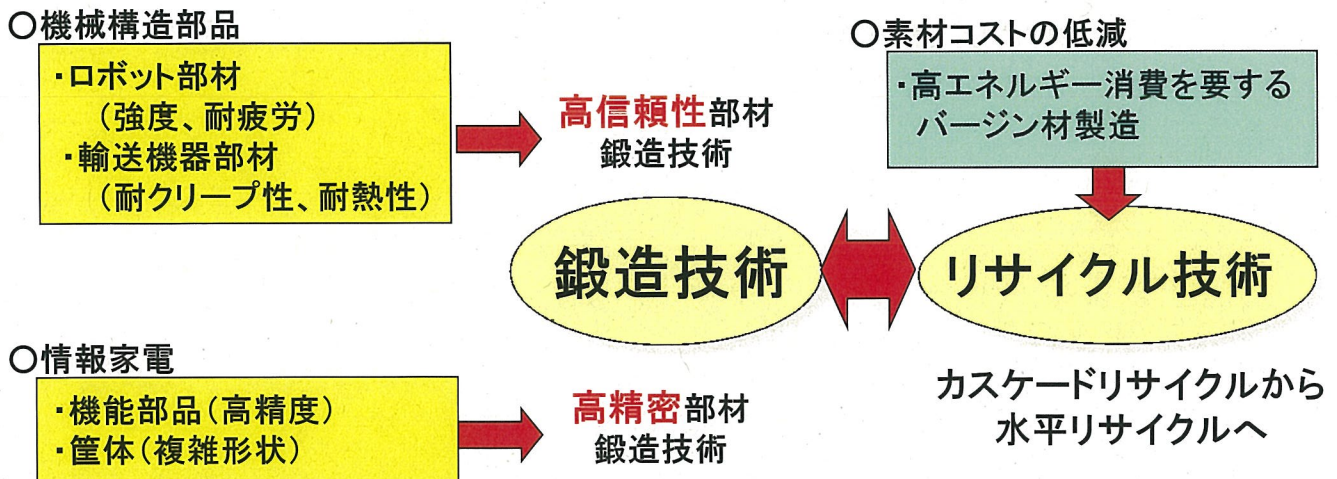 〇機械構造部品
・ロボット部材
(強度、耐疲労)
・輸送機器部材
(耐クリープ性、耐熱性)
高信頼性部材
鍛造技術
〇素材コストの低減
・高エネルギー消費を要する
バージン材製造
鍛造技術
リサイクル技術
〇情報家電
・機能部品(高精度)
・筐体(複雑形状)
高精密部材
鍛造技術
カスケードリサイクルから
水平リサイクルへ